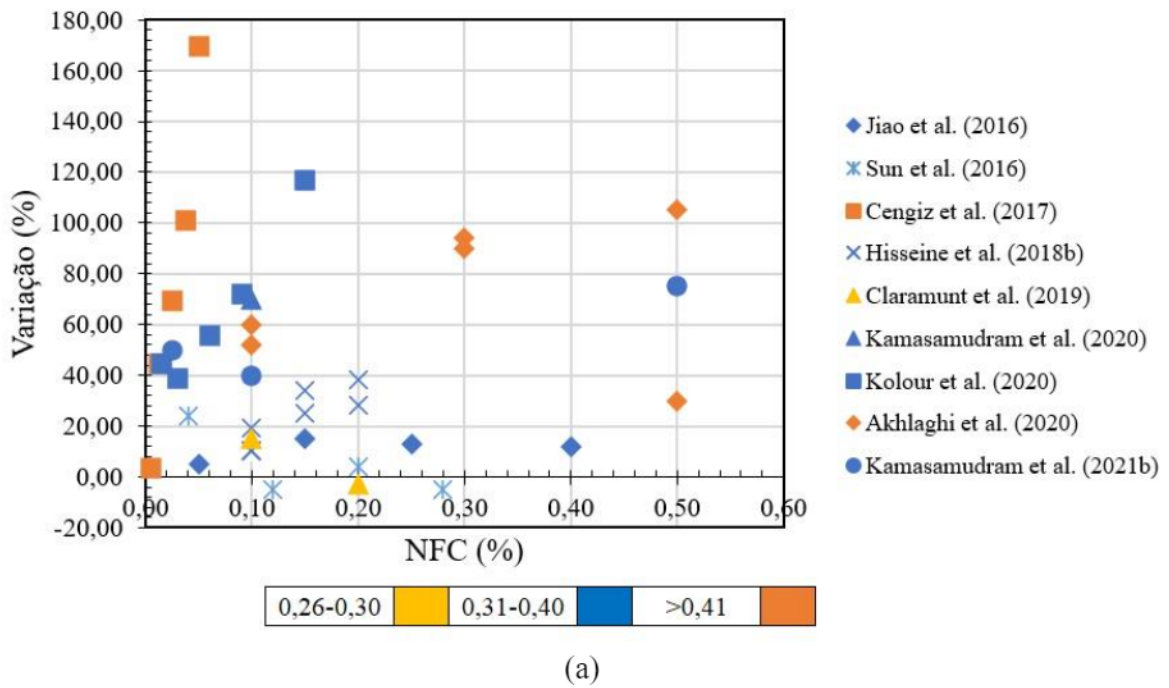 180,00
160,00
140,00
120,00
100,00
80,00
60,00
40,00
20,00
0,00
-20,00
Variação (%)
0,00 0,10 0,20 0,30 0,40 0,50 0,60
NFC (%)
Jiao et al. (2016)
Sun et al. (2016)
Cengiz et al. (2017)
Hisseine et al. (2018b)
Claramunt et al. (2019)
Kamasamudram et al. (2020)
Kolour et al. (2020)
Akhlaghi et al. (2020)
Kamasamudram et al. (2021b)
0,26-0,30 0,31-0,40 >0,41
(a)